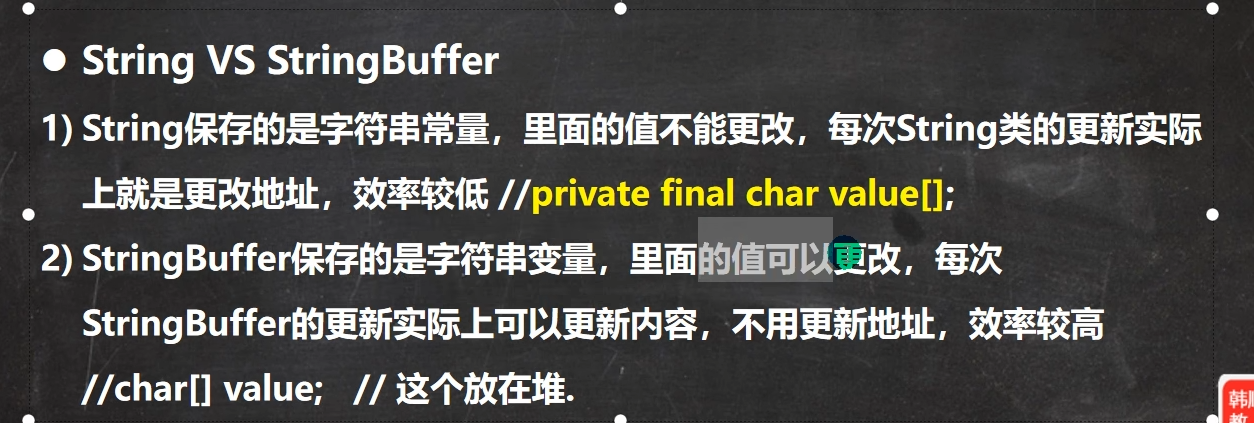 ● String VS StringBuffer
1) String保存的是字符串常量，里面的值不能更改，每次String类的更新实际
上就是更改地址，效率较低 //private final char value[];
2) StringBuffer保存的是字符串变量，里面的值可以更改，每次
StringBuffer的更新实际上可以更新内容，不用更新地址，效率较高
//char[] value; // 这个放在堆.